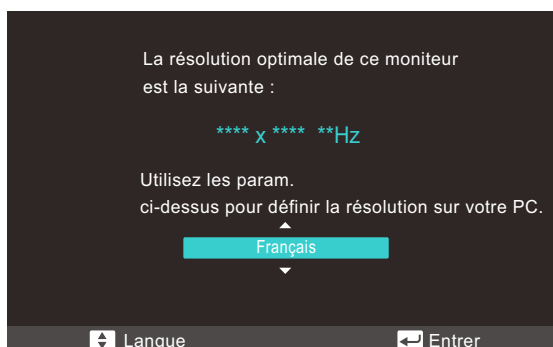 La résolution optimale de ce moniteur
est la suivante :
**** x **** **Hz
Utilisez les param.
ci-dessus pour définir la résolution sur votre PC.
Français
Langue
Entrer